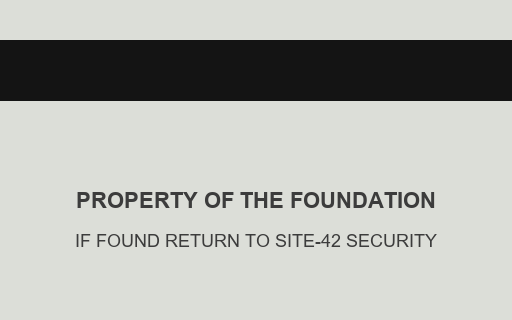 PROPERTY OF THE FOUNDATION
IF FOUND RETURN TO SITE-42 SECURITY